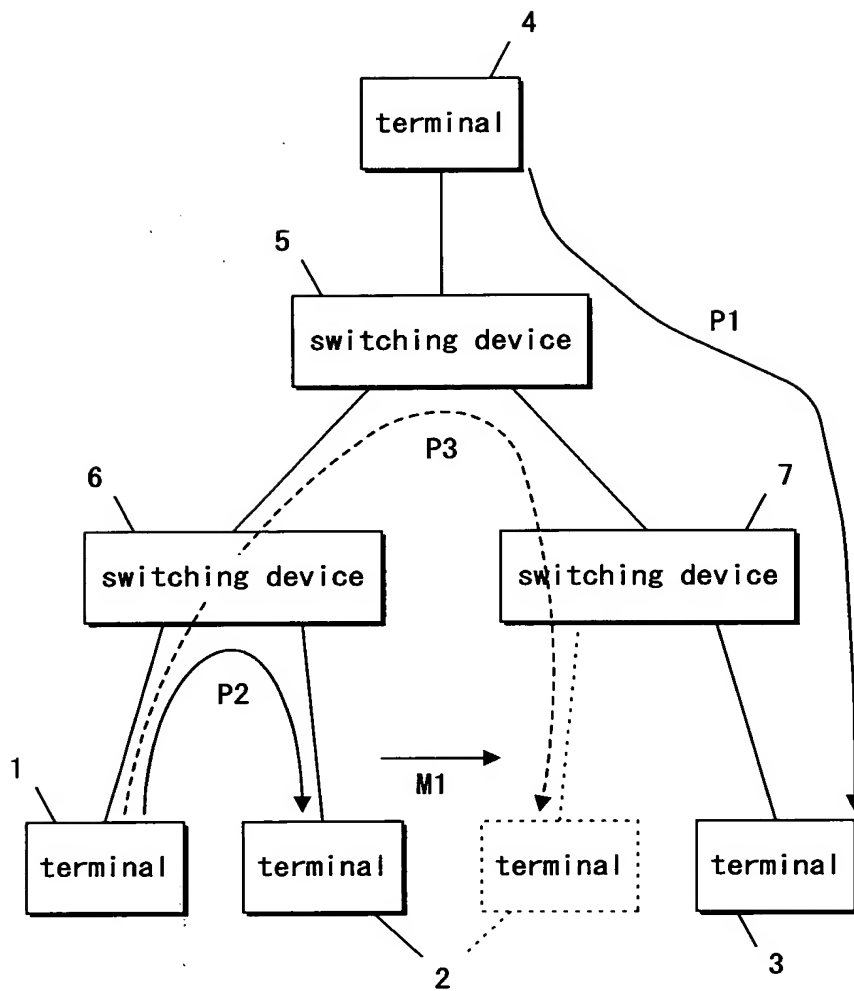 4
terminal
5
switching device
P1
P3
6
7
switching device
switching device
P2
1
M1
terminal
terminal
terminal
terminal
2
3